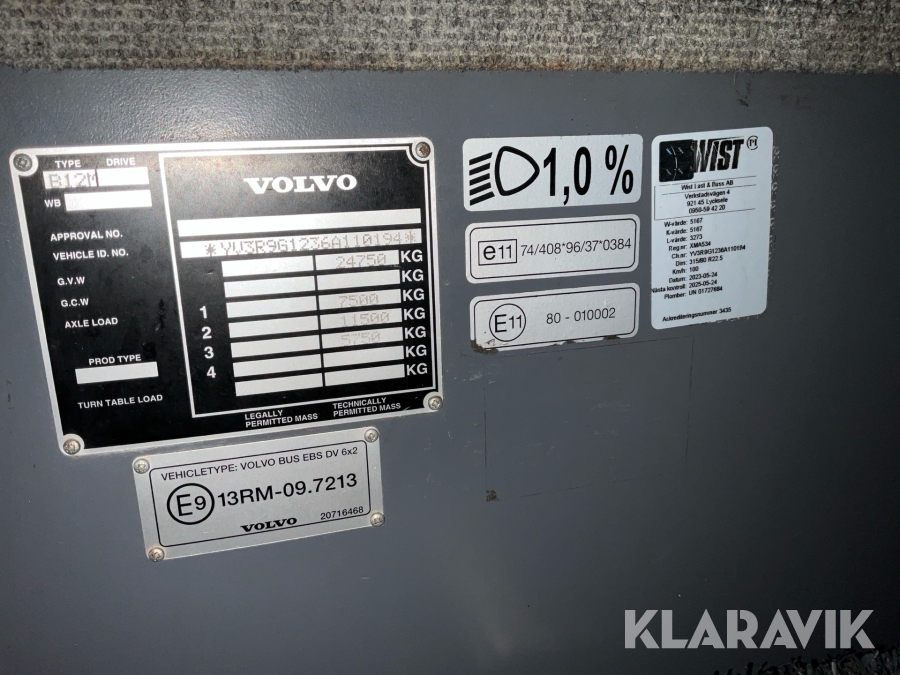 TYPE DRIVE
B12M
WB
VOLVO
APPROVAL NO.
VEHICLE ID. NO. *YV3R9G1236A110194*
G.V.W 24750 KG
G.C.W KG
AXLE LOAD 1 7500 KG
2 11500 KG
3 5750 KG
4 KG
PROD TYPE
TURN TABLE LOAD
LEGALLY PERMITTED MASS
TECHNICALLY PERMITTED MASS
VEHICLETYPE: VOLVO BUS EBS DV 6x2
E9 13RM-09.7213
VOLVO 20716468
1,0 %
e11 74/408*96/37*0384
E11 80 - 010002
WIST
Wist Last & Buss AB
Verkstadsvägen 4
921 45 Lycksele
0950-59 42 20
W-värde: 5167
K-värde: 5167
L-värde: 3273
Reg.nr: XMA534
Ch.nr: YV3R9G1236A110194
Dim: 315/80 R22.5
Km/h: 100
Datum: 2023-05-24
Nästa kontroll: 2025-05-24
Plomber: UN 01727684
Ackrediteringsnummer 3435
KLARAVIK